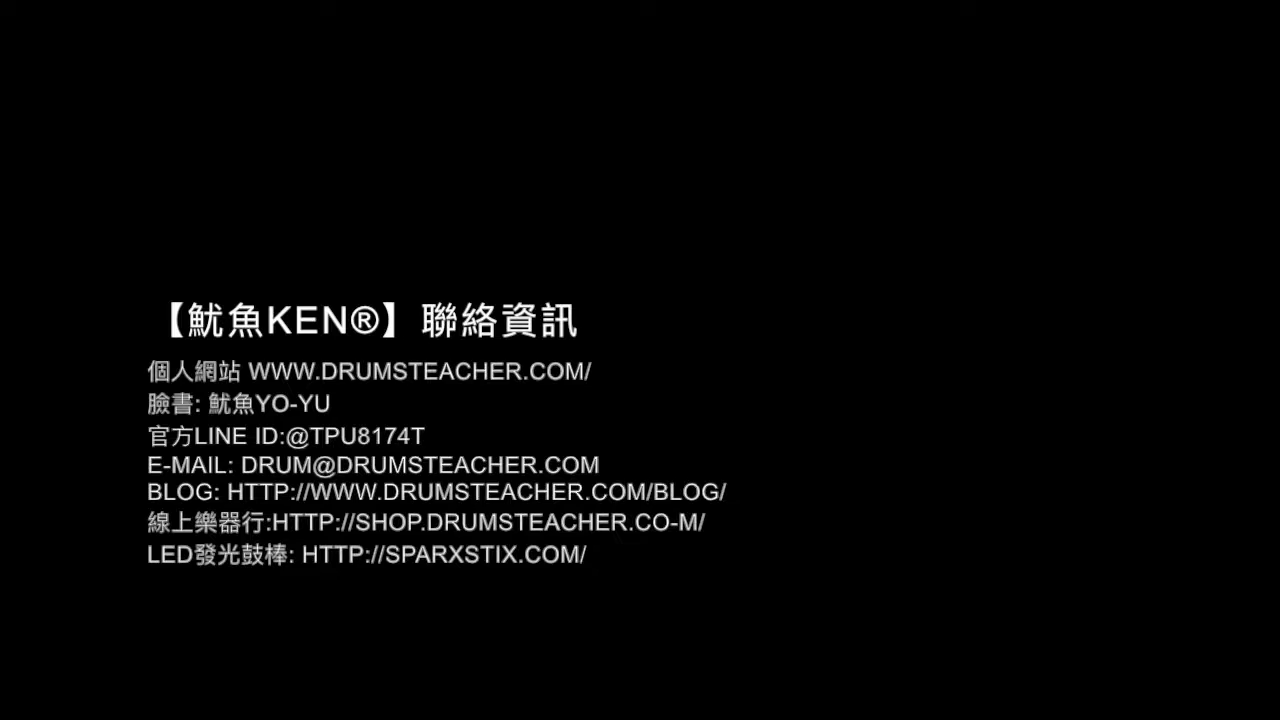 【魷魚KEN®】聯絡資訊
個人網站 WWW.DRUMSTEACHER.COM/
臉書: 魷魚YO-YU
官方LINE ID:@TPU8174T
E-MAIL: DRUM@DRUMSTEACHER.COM
BLOG: HTTP://WWW.DRUMSTEACHER.COM/BLOG/
線上樂器行:HTTP://SHOP.DRUMSTEACHER.CO-M/
LED發光鼓棒: HTTP://SPARXSTIX.COM/